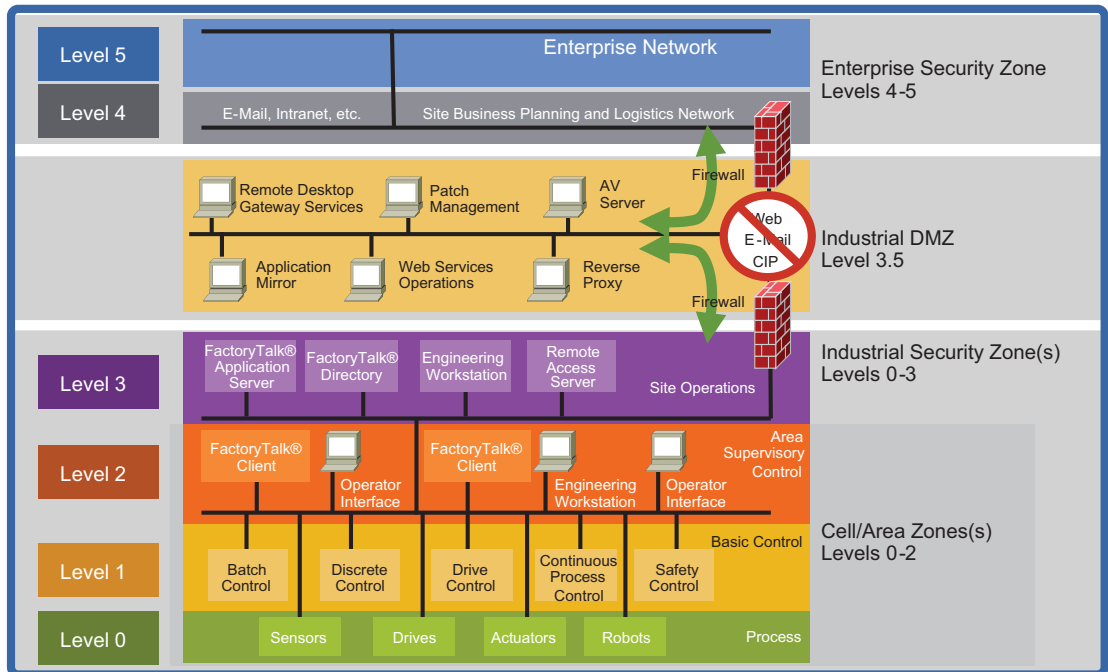 Level 5
Enterprise Network
Enterprise Security Zone
Levels 4-5
Level 4
E-Mail, Intranet, etc.
Site Business Planning and Logistics Network
Firewall
Remote Desktop
Gateway Services
Patch
Management
AV
Server
Web
E-Mail
CIP
Industrial DMZ
Level 3.5
Application
Mirror
Web Services
Operations
Reverse
Proxy
Firewall
Level 3
FactoryTalk®
Application
Server
FactoryTalk®
Directory
Engineering
Workstation
Remote
Access
Server
Site Operations
Industrial Security Zone(s)
Levels 0-3
Level 2
FactoryTalk®
Client
Operator
Interface
FactoryTalk®
Client
Engineering
Workstation
Operator
Interface
Area
Supervisory
Control
Cell/Area Zones(s)
Levels 0-2
Level 1
Basic Control
Batch
Control
Discrete
Control
Drive
Control
Continuous
Process
Control
Safety
Control
Level 0
Sensors
Drives
Actuators
Robots
Process